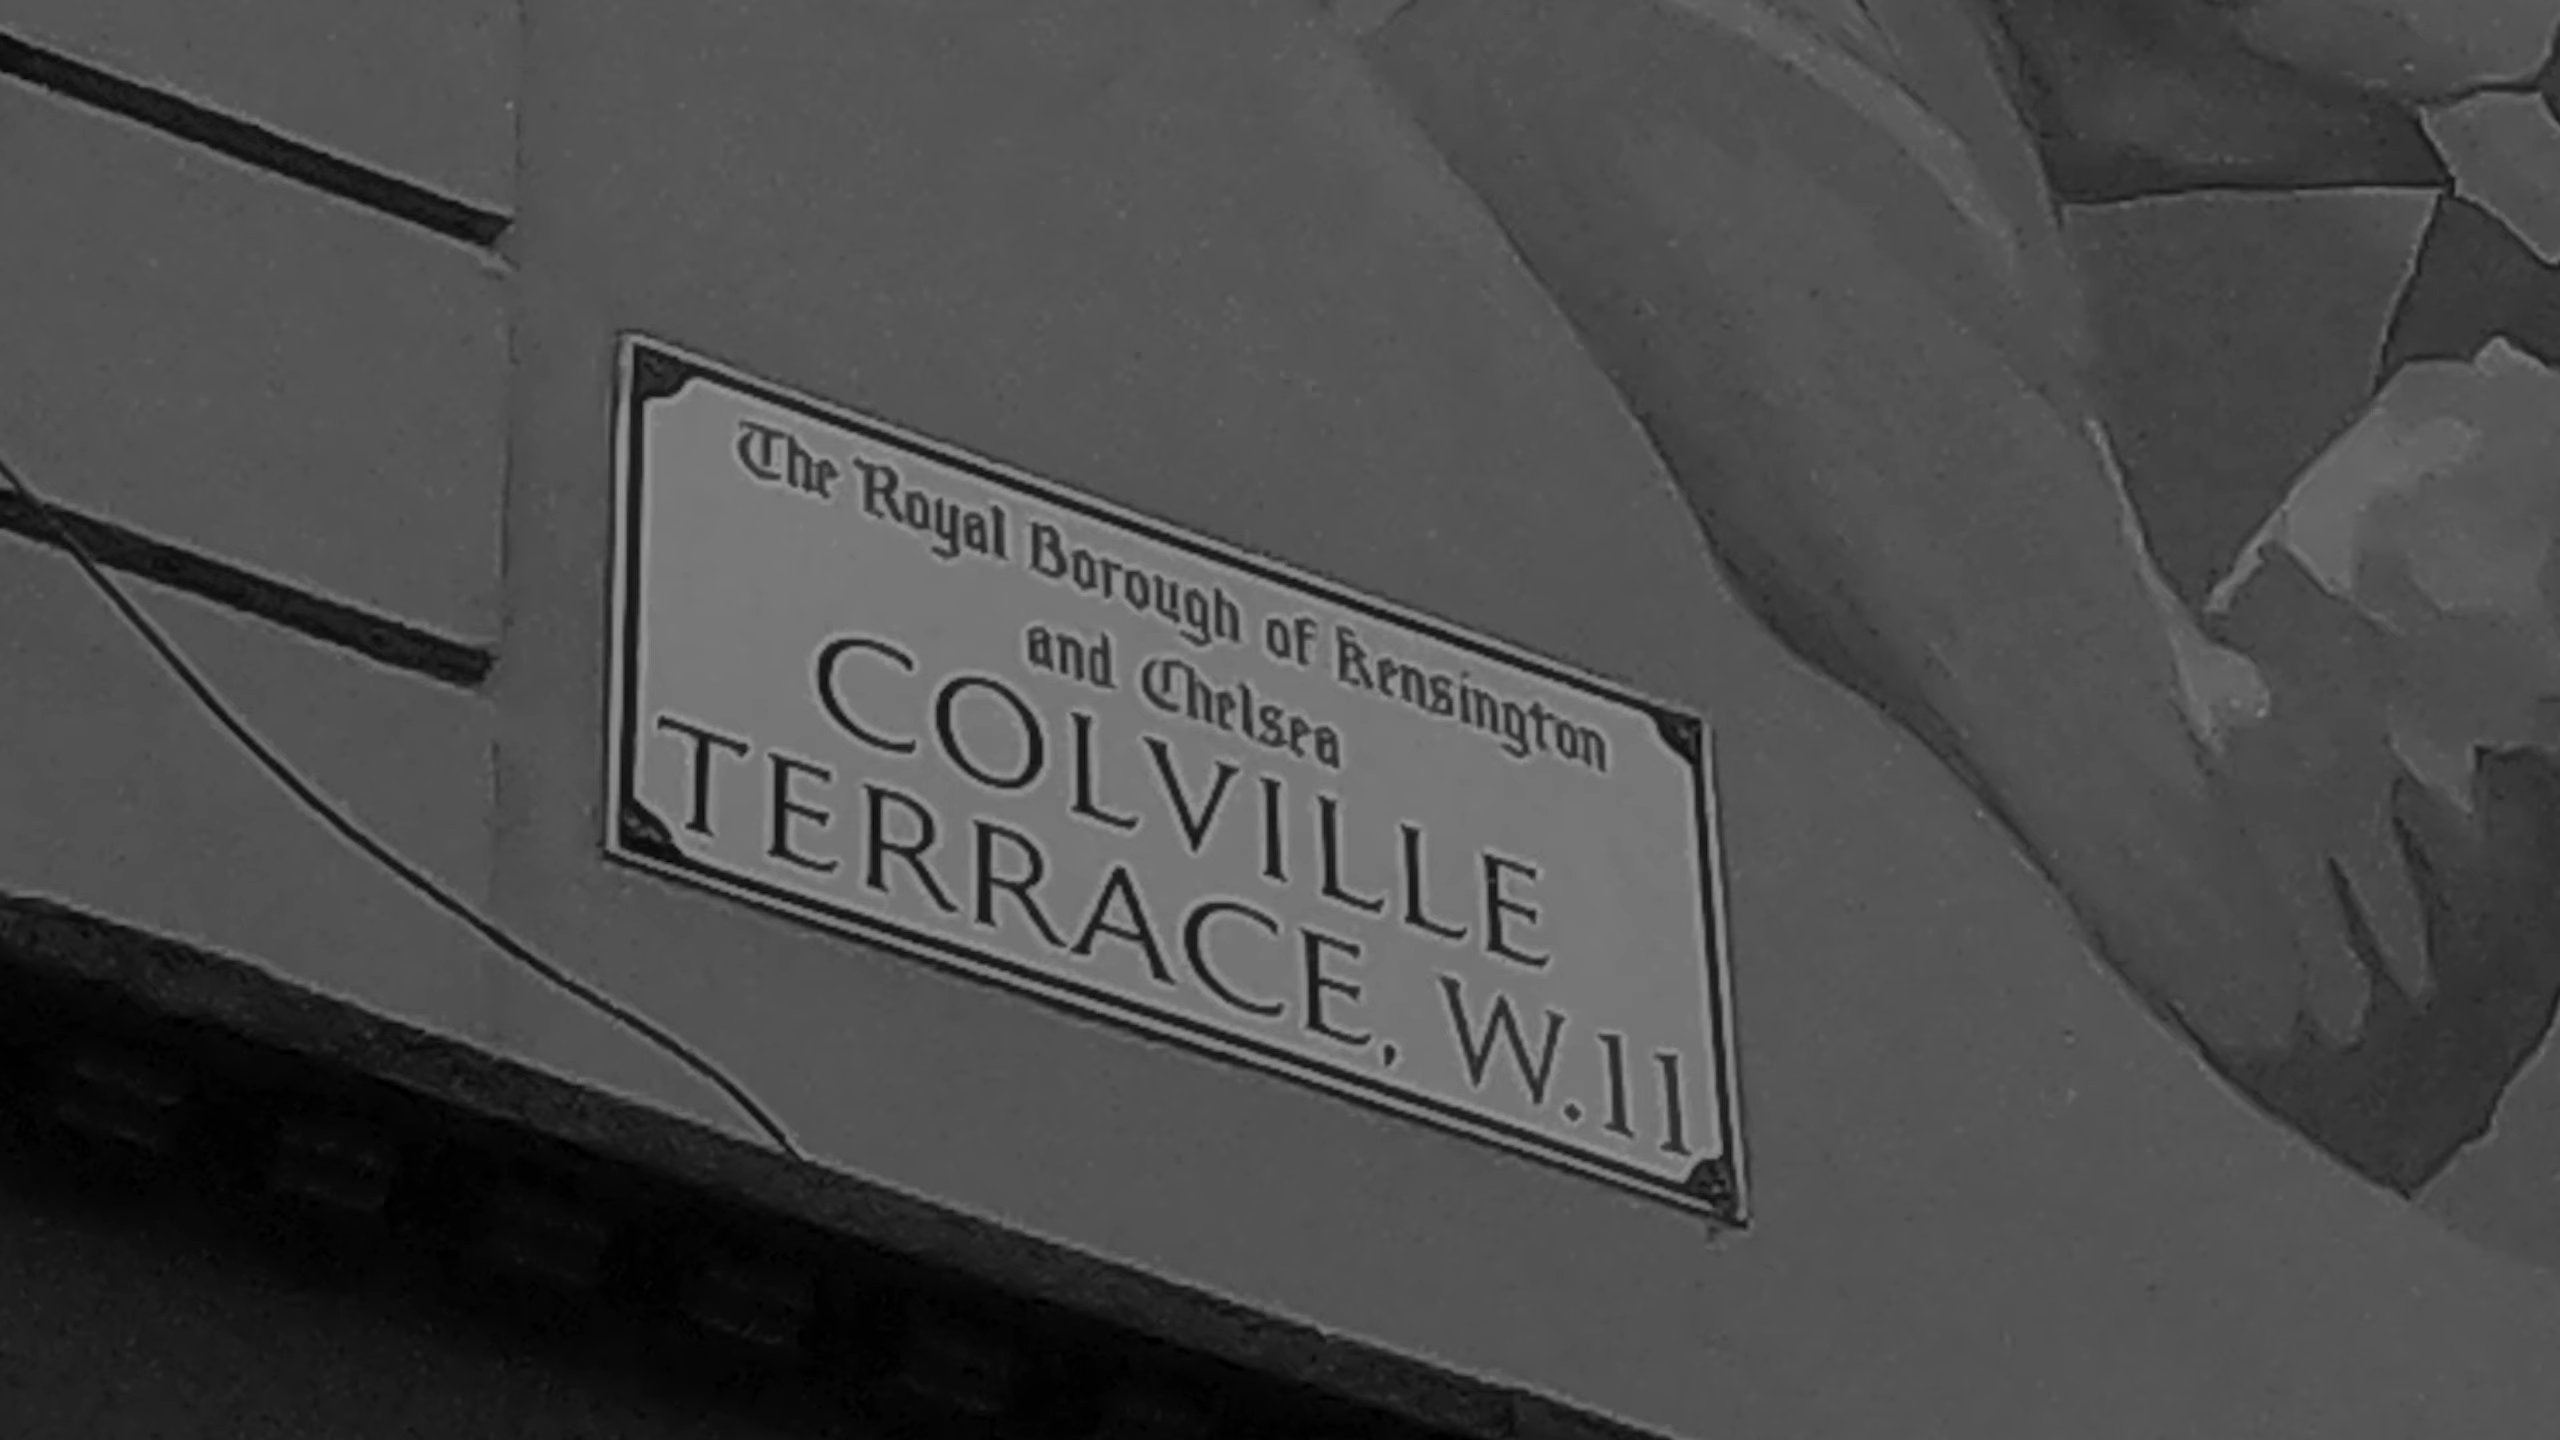 The Royal Borough of Kensington
and Chelsea
COLVILLE
TERRACE, W.11